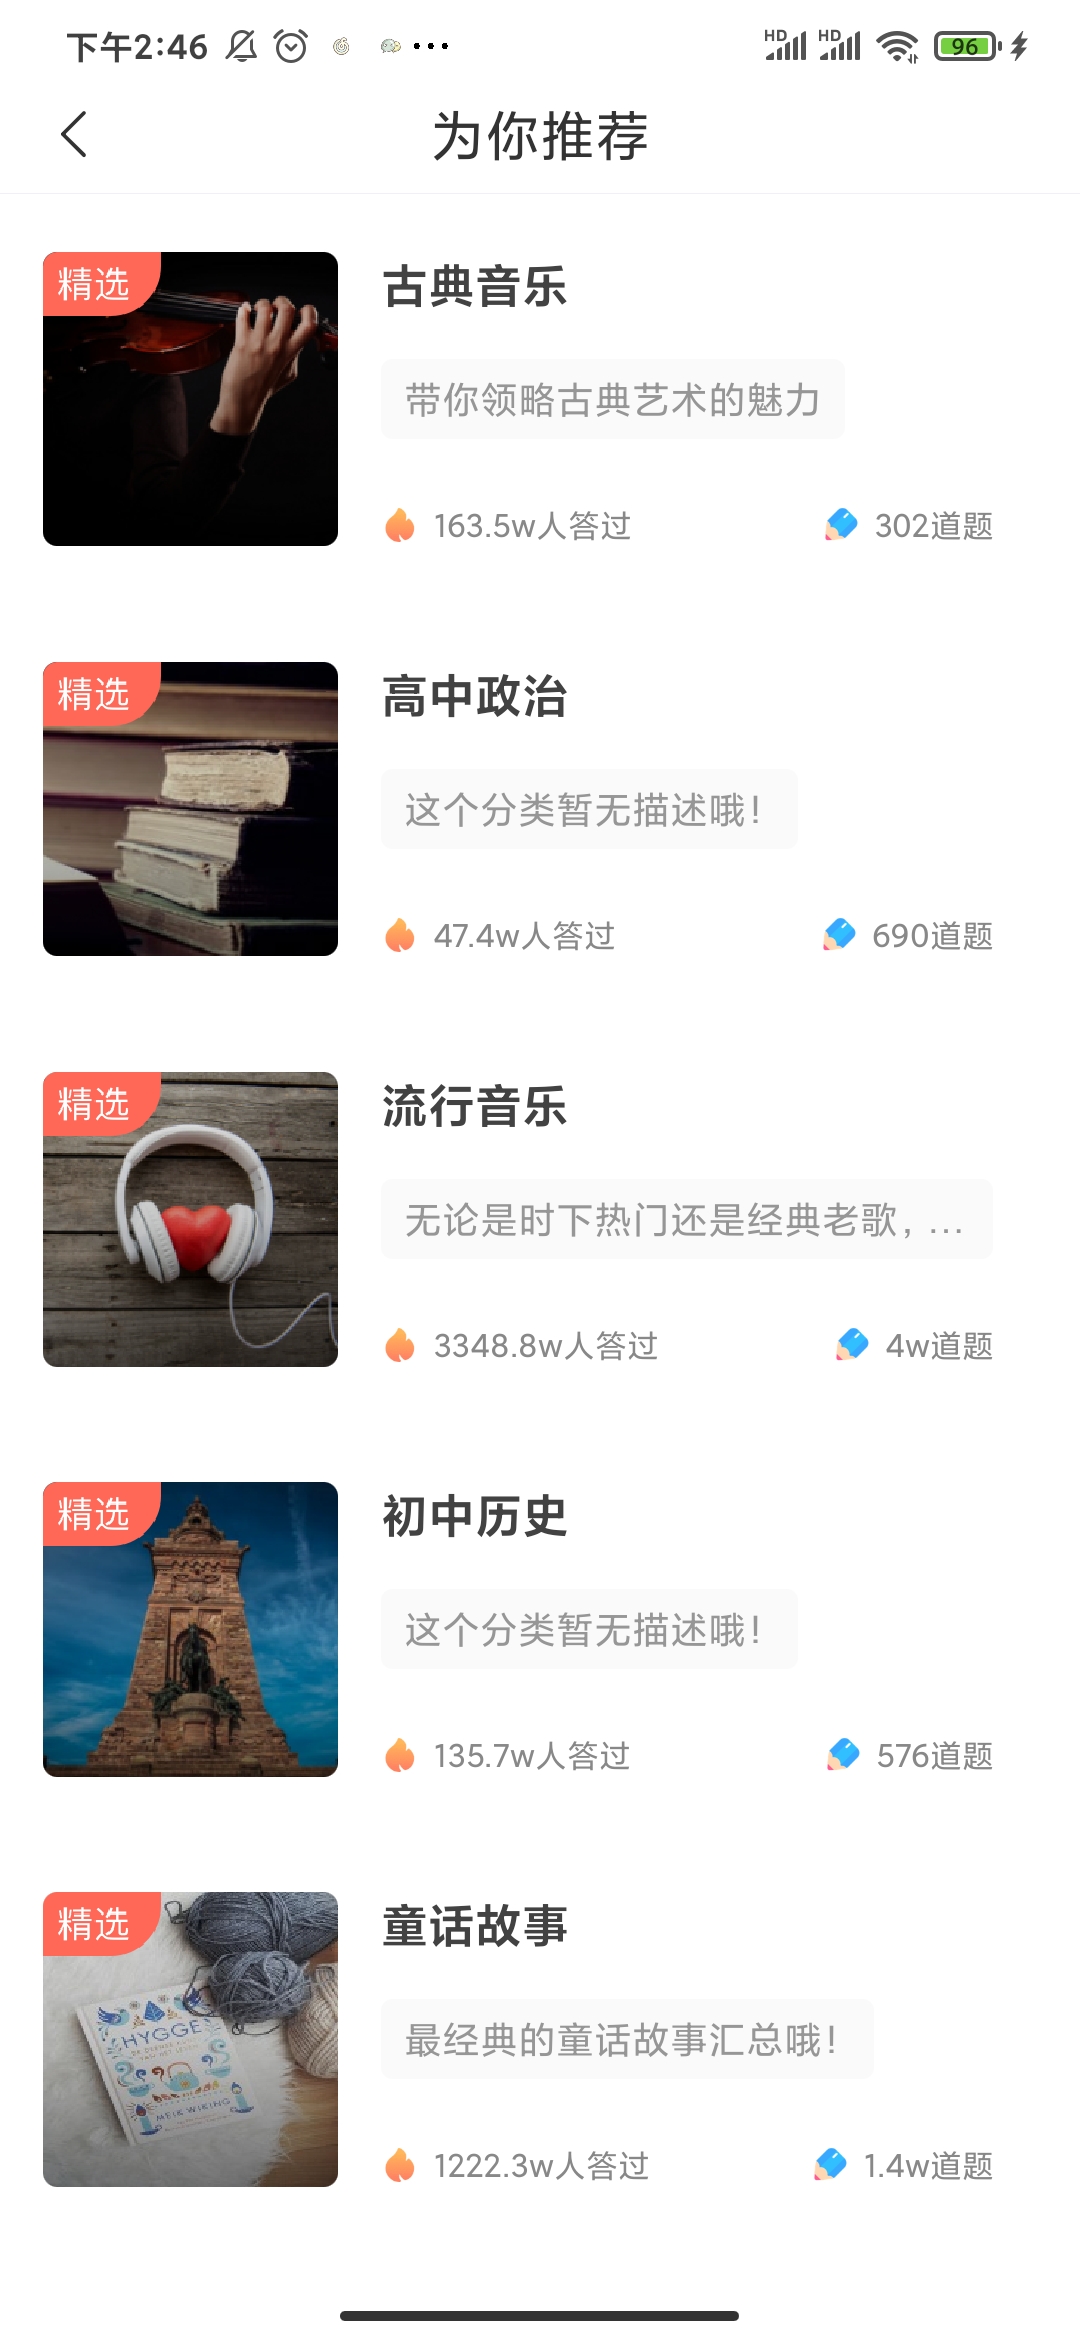 下午2:46
HD HD 96
为你推荐
精选
古典音乐
带你领略古典艺术的魅力
163.5w人答过 302道题
精选
高中政治
这个分类暂无描述哦！
47.4w人答过 690道题
精选
流行音乐
无论是时下热门还是经典老歌，...
3348.8w人答过 4w道题
精选
初中历史
这个分类暂无描述哦！
135.7w人答过 576道题
精选
童话故事
HYGGE
MEIK WIKING
最经典的童话故事汇总哦！
1222.3w人答过 1.4w道题